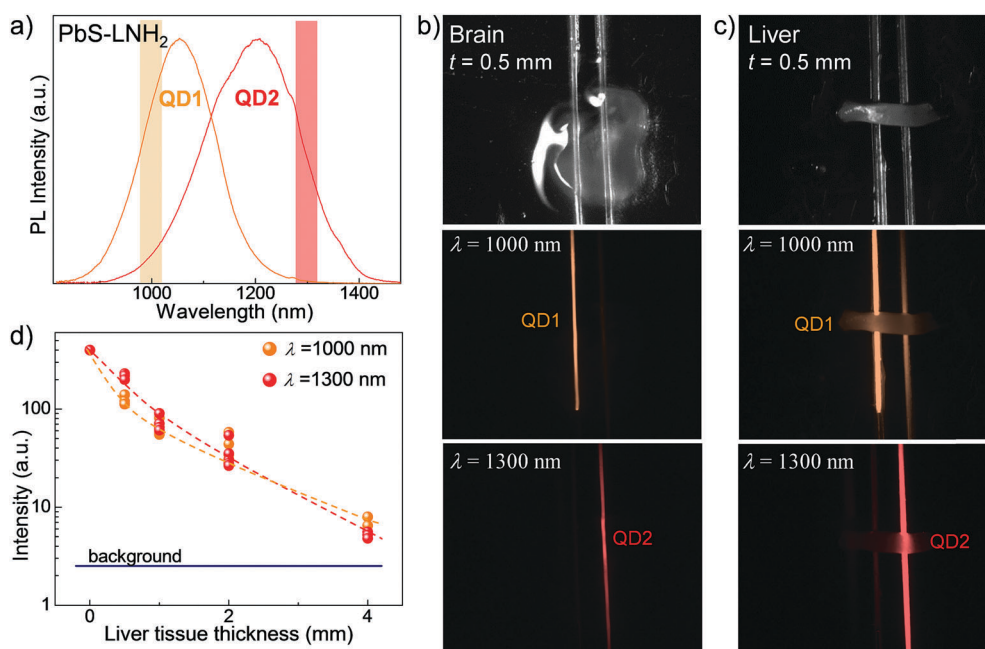 a)
PbS-LNH₂
QD1
QD2
PL Intensity (a.u.)
1000
1200
1400
Wavelength (nm)
b)
Brain
t = 0.5 mm
λ = 1000 nm
QD1
λ = 1300 nm
QD2
c)
Liver
t = 0.5 mm
λ = 1000 nm
QD1
λ = 1300 nm
QD2
d)
λ =1000 nm
λ =1300 nm
Intensity (a.u.)
100
10
1
background
0
2
4
Liver tissue thickness (mm)